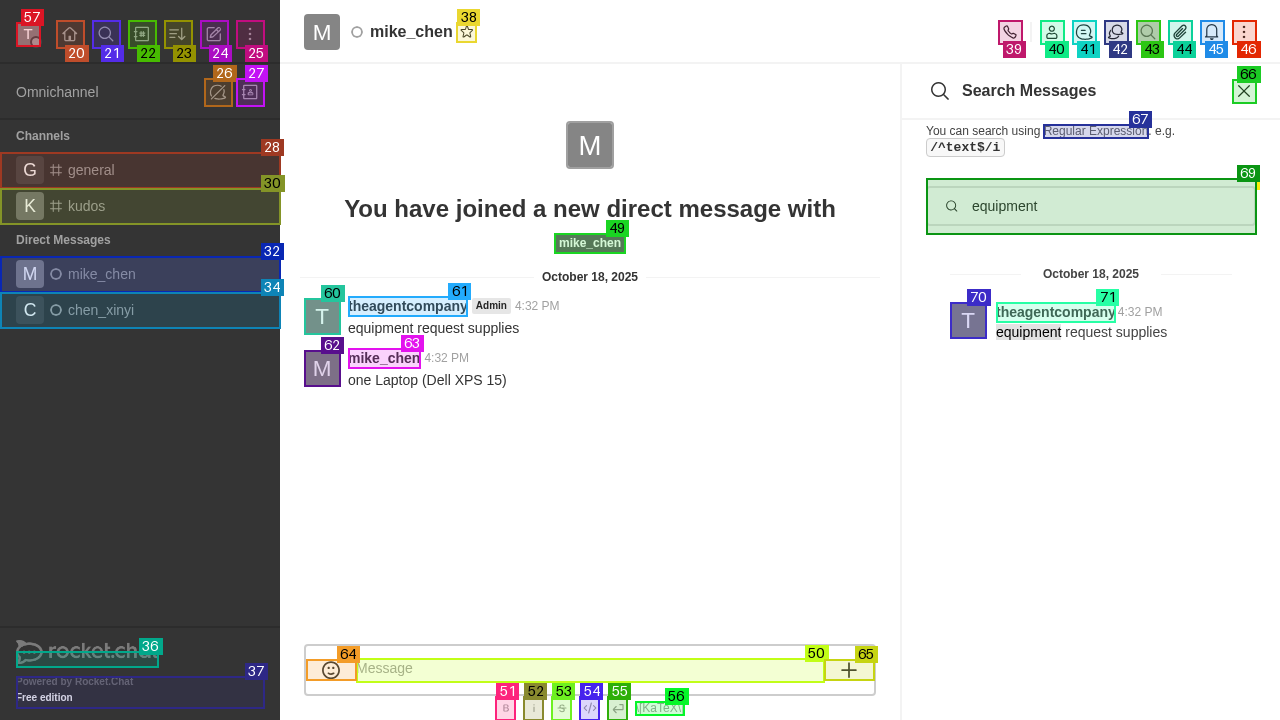 57
T
20
21
22
23
24
25
Omnichannel
26
27
Channels
28
G general
30
K kudos
Direct Messages
32
M mike_chen
34
C chen_xinyi
rocket.chat
36
Powered by Rocket.Chat
37
Free edition
M mike_chen
38
39
40
41
42
43
44
45
46
M
You have joined a new direct message with
49
mike_chen
October 18, 2025
60
61
T theagentcompany Admin 4:32 PM
equipment request supplies
62
63
M mike_chen 4:32 PM
one Laptop (Dell XPS 15)
64
50
65
Message
51
52
53
54
55
56
B
i
S
</>
\(KaTeX\)
66
Search Messages
67
You can search using Regular Expression. e.g.
/^text$/i
69
equipment
October 18, 2025
70
71
T theagentcompany 4:32 PM
equipment request supplies